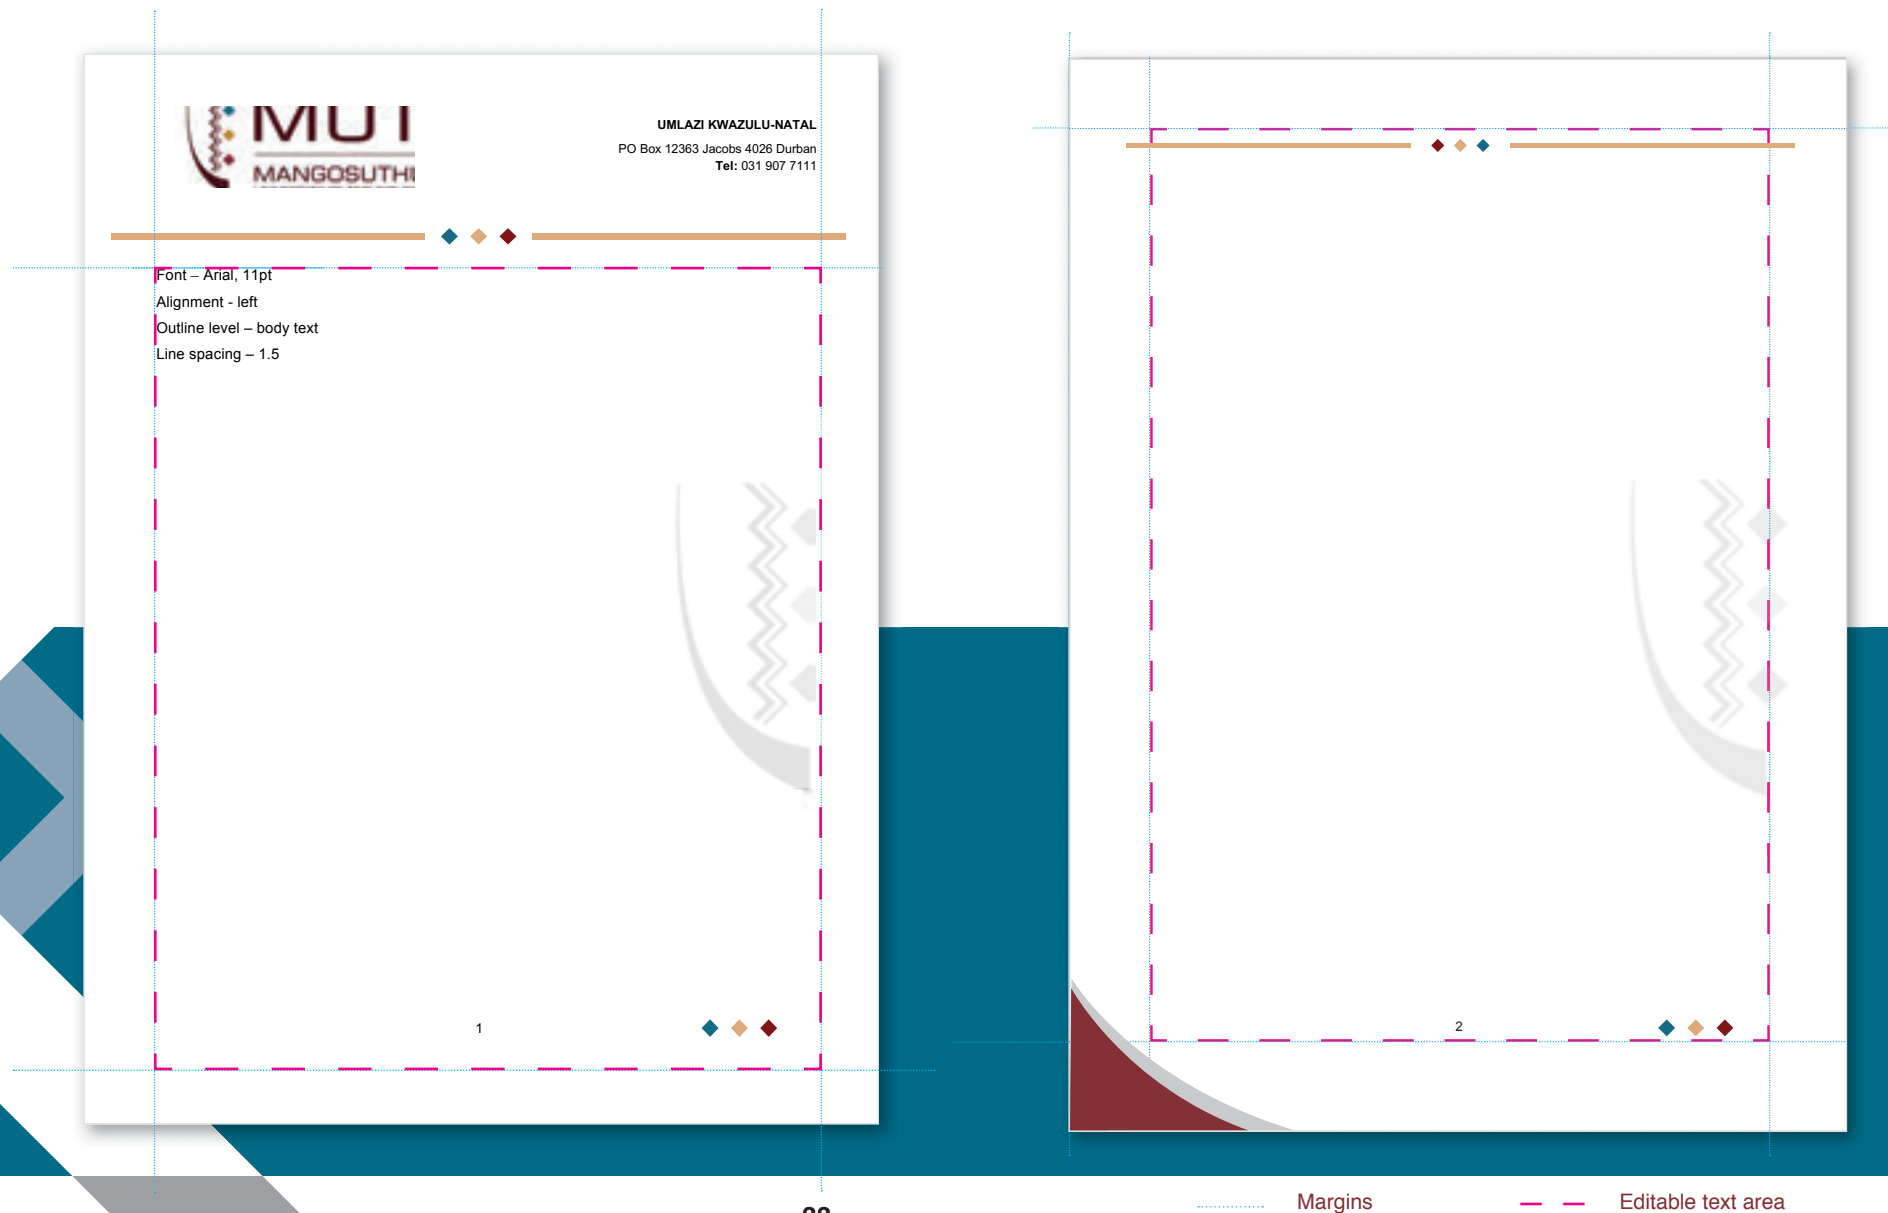 MUT
MANGOSUTHU
UMLAZI KWAZULU-NATAL
PO Box 12363 Jacobs 4026 Durban
Tel: 031 907 7111
Font – Arial, 11pt
Alignment - left
Outline level – body text
Line spacing – 1.5
1
2
Margins
Editable text area